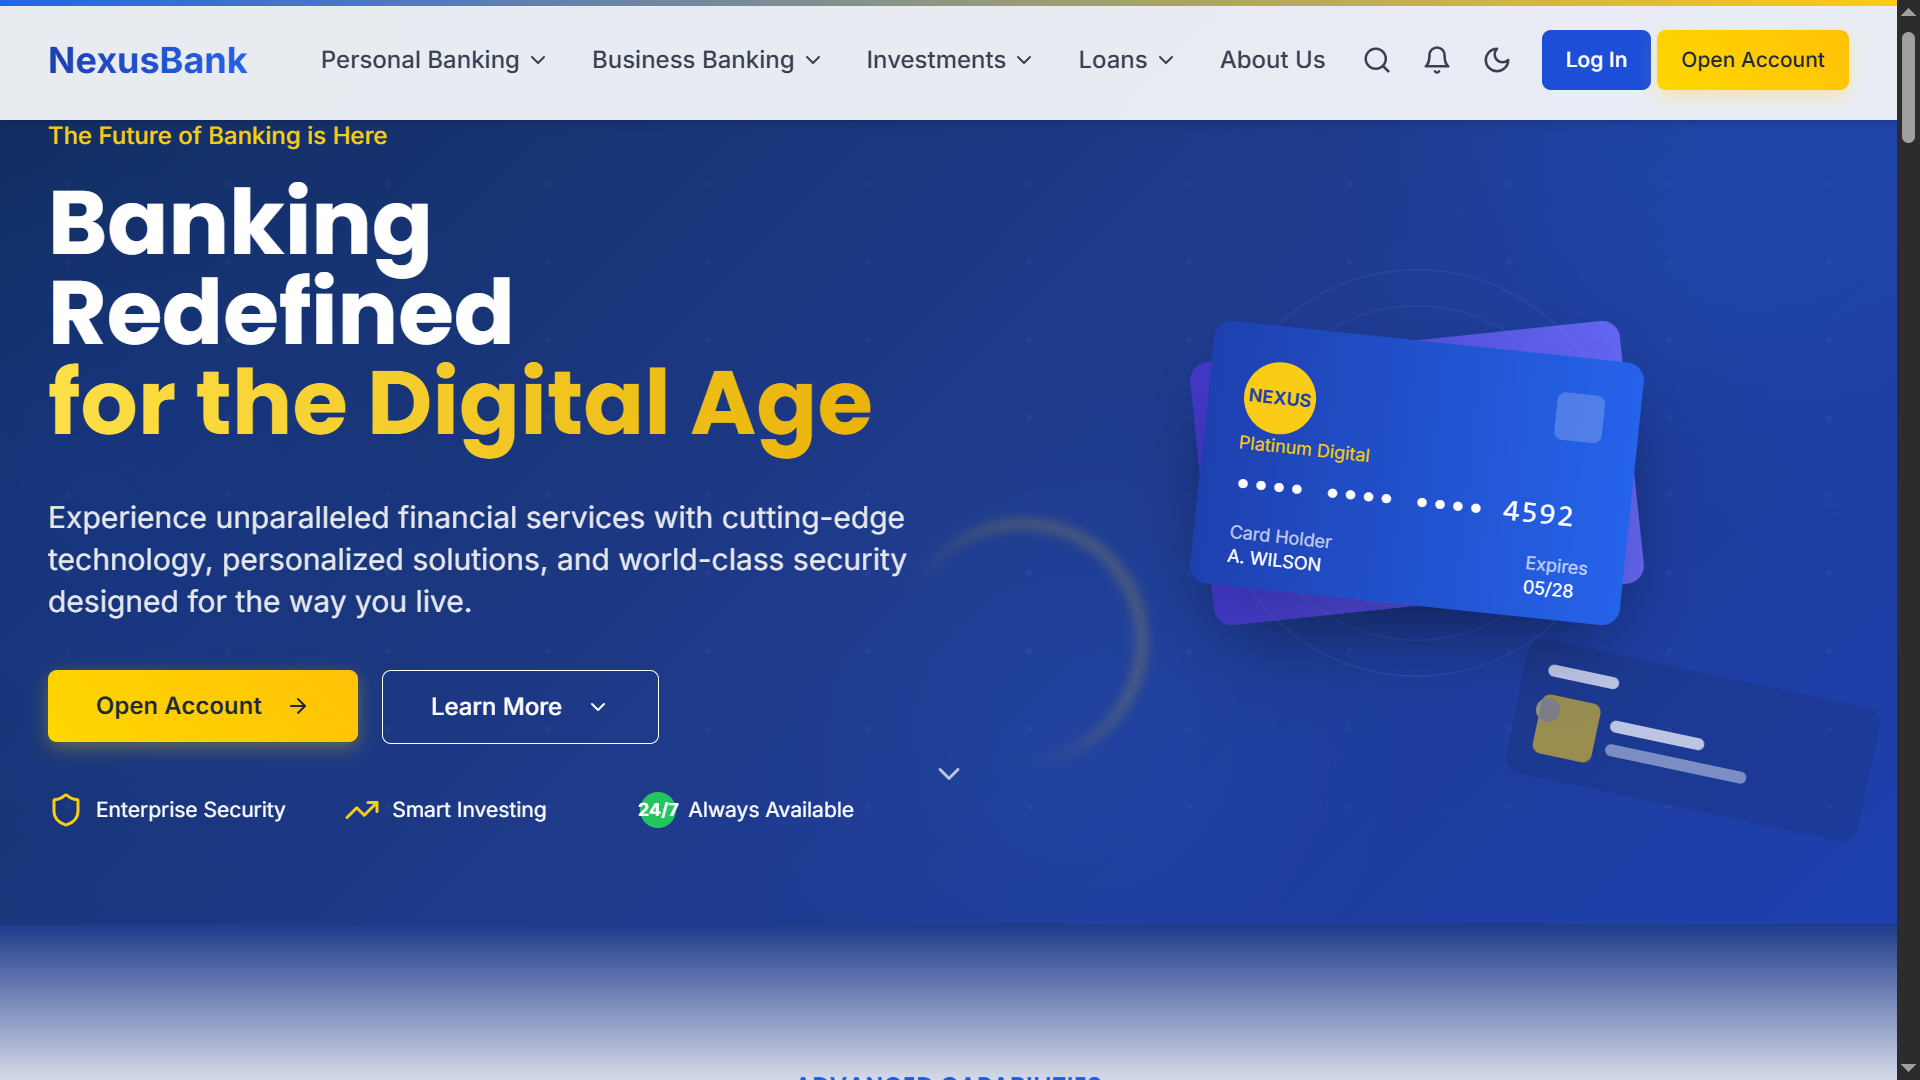 NexusBank
Personal Banking
Business Banking
Investments
Loans
About Us
Log In
Open Account
The Future of Banking is Here
Banking
Redefined
for the Digital Age
Experience unparalleled financial services with cutting-edge
technology, personalized solutions, and world-class security
designed for the way you live.
Open Account
Learn More
Enterprise Security
Smart Investing
24/7 Always Available
NEXUS
Platinum Digital
•••• •••• •••• 4592
Card Holder
A. WILSON
Expires
05/28
ADVANCED CAPABILITIES